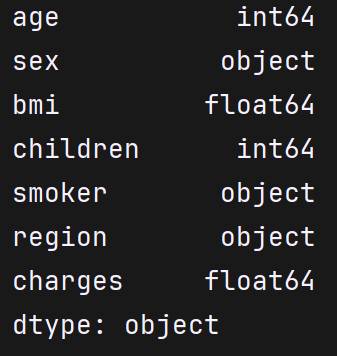 age int64
sex object
bmi float64
children int64
smoker object
region object
charges float64
dtype: object